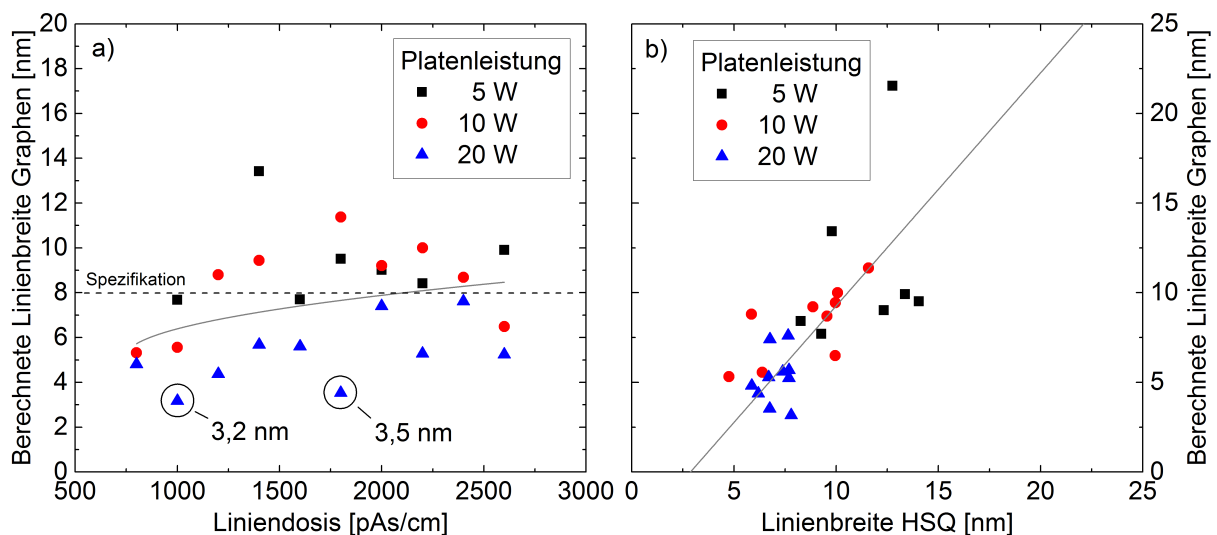 Berechnete Linienbreite Graphen [nm]
20
18
16
14
12
10
8
6
4
2
0
a)
Platenleistung
5 W
10 W
20 W
Spezifikation
3,2 nm
3,5 nm
500
1000
1500
2000
2500
3000
Liniendosis [pAs/cm]
b)
Platenleistung
5 W
10 W
20 W
0
5
10
15
20
25
Linienbreite HSQ [nm]
25
20
15
10
5
0
Berechnete Linienbreite Graphen [nm]